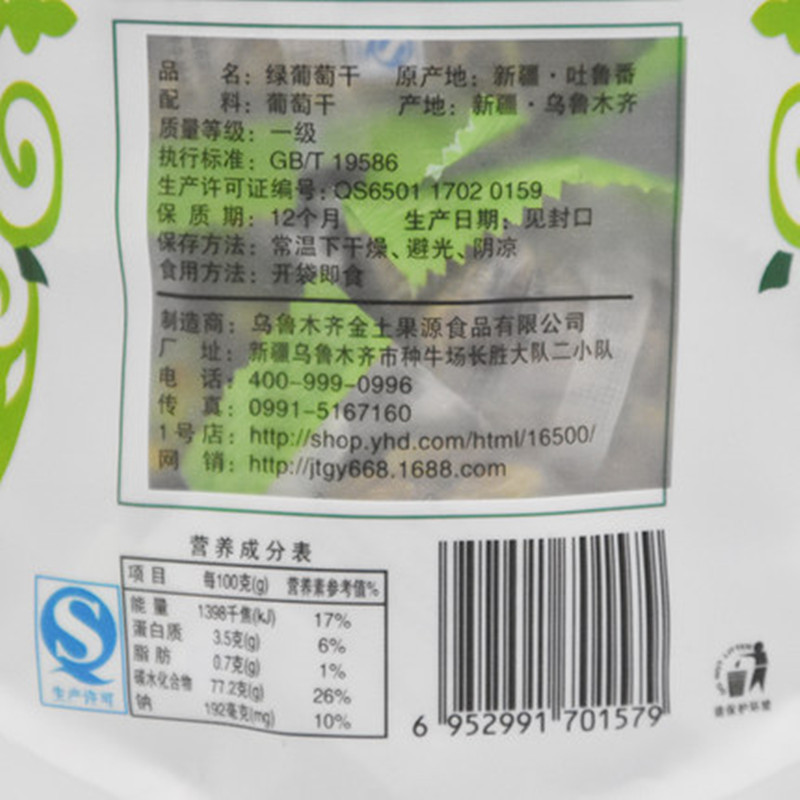 品 名：绿葡萄干 原产地：新疆·吐鲁番
配 料：葡萄干 产地：新疆·乌鲁木齐
质量等级：一级
执行标准：GB/T 19586
生产许可证编号：QS6501 1702 0159
保 质 期：12个月 生产日期：见封口
保存方法：常温下干燥、避光、阴凉
食用方法：开袋即食
制造商：乌鲁木齐金土果源食品有限公司
厂 址：新疆乌鲁木齐市种牛场长胜大队二小队
电 话：400-999-0996
传 真：0991-5167160
1号店：http://shop.yhd.com/html/16500/
网 销：http://jtgy668.1688.com
营养成分表
项目 每100克(g) 营养素参考值%
能量 1398千焦(kJ) 17%
蛋白质 3.5克(g) 6%
脂肪 0.7克(g) 1%
碳水化合物 77.2克(g) 26%
钠 192毫克(mg) 10%
生产许可
6 952991 701579
请保护环境